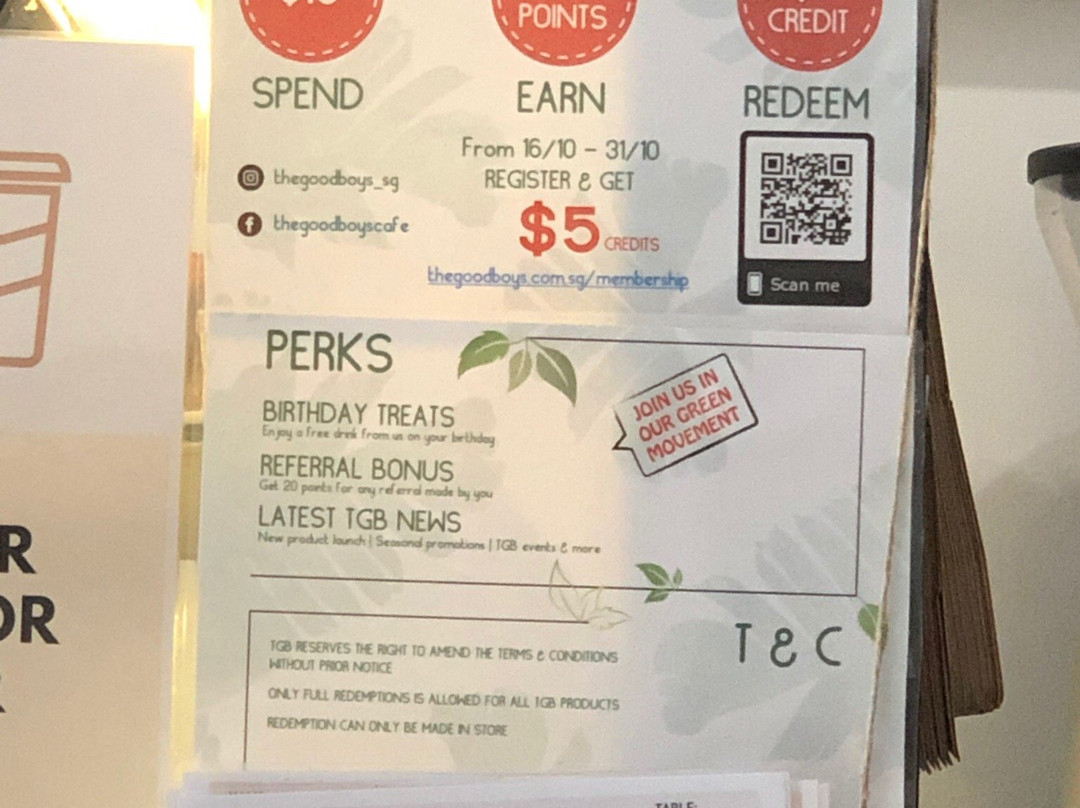 POINTS
CREDIT
SPEND
EARN
REDEEM
From 16/10 - 31/10
REGISTER & GET
$5 CREDITS
thegoodboys_sg
thegoodboyscafe
thegoodboys.com.sg/membership
Scan me
PERKS
BIRTHDAY TREATS
Enjoy a free drink from us on your birthday
REFERRAL BONUS
Get 20 points for any referral made by you
LATEST TGB NEWS
New product launch | Seasonal promotions | TGB events & more
JOIN US IN
OUR GREEN
MOVEMENT
T & C
TGB RESERVES THE RIGHT TO AMEND THE TERMS & CONDITIONS
WITHOUT PRIOR NOTICE
ONLY FULL REDEMPTIONS IS ALLOWED FOR ALL TGB PRODUCTS
REDEMPTION CAN ONLY BE MADE IN STORE
TABLE: